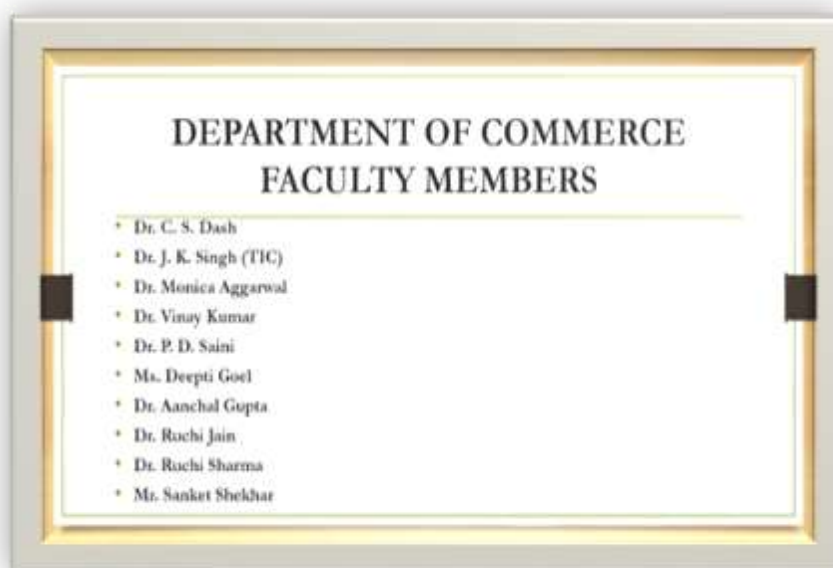 DEPARTMENT OF COMMERCE
FACULTY MEMBERS
• Dr. C. S. Dash
• Dr. J. K. Singh (TIC)
• Dr. Monica Aggarwal
• Dr. Vinay Kumar
• Dr. P. D. Saini
• Ms. Deepti Goel
• Dr. Aanchal Gupta
• Dr. Ruchi Jain
• Dr. Ruchi Sharma
• Mr. Sanket Shekhar